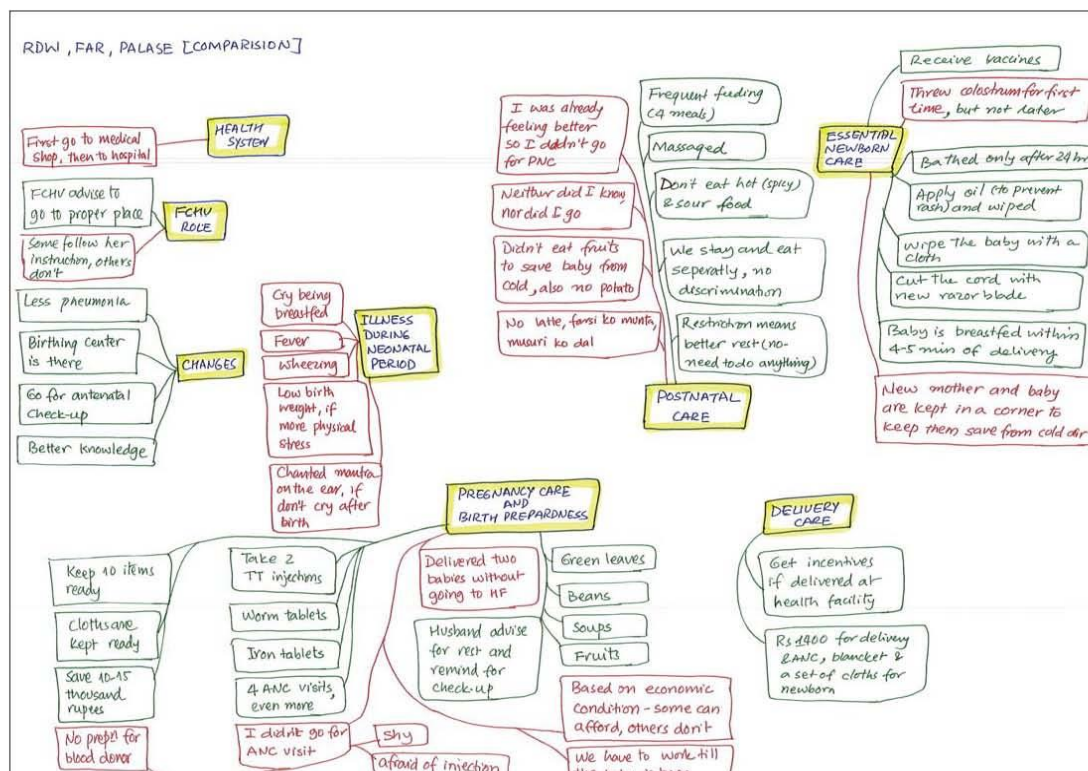 RDW, FAR, PALASE [COMPARISION]
HEALTH
SYSTEM
First go to medical
shop, then to hospital
FCHV
ROLE
FCHV advise to
go to proper place
Some follow her
instruction, others
don't
CHANGES
Less pneumonia
Birthing center
is there
Go for antenatal
check-up
Better knowledge
ILLNESS
DURING
NEONATAL
PERIOD
Cry being
breastfed
Fever
Wheezing
Low birth
weight, if
more physical
stress
Chanted mantra
on the ear, if
don't cry after
birth
POSTNATAL
CARE
I was already
feeling better
so I didn't go
for PNC
Neither did I know,
nor did I go
Didn't eat fruits
to save baby from
cold, also no potato
No latte, farsi ko munta,
musuri ko dal
Frequent feeding
(4 meals)
Massaged
Don't eat hot (spicy)
& sour food
We stay and eat
seperatly, no
discrimination
Restriction means
better rest (no-
need to do anything)
ESSENTIAL
NEWBORN
CARE
Receive vaccines
Threw colostrum for first
time, but not later
Bathed only after 24 hr
Apply oil (to prevent
rash) and wiped
Wipe the baby with a
cloth
Cut the cord with
new razor blade
Baby is breastfed within
4-5 min of delivery
New mother and baby
are kept in a corner to
keep them save from cold air
PREGNANCY CARE
AND
BIRTH PREPARDNESS
Keep 10 items
ready
Cloths are
kept ready
Save 10-15
thousand
rupees
No prepn for
blood donor
Take 2
TT injections
Worm tablets
Iron tablets
4 ANC visits,
even more
I didn't go for
ANC visit
Shy
afraid of injection
Delivered two
babies without
going to HF
Husband advise
for rest and
remind for
check-up
Green leaves
Beans
Soups
Fruits
Based on economic
condition - some can
afford, others don't
We have to work till
DELIVERY
CARE
Get incentives
if delivered at
health facility
Rs 1400 for delivery
& ANC, blancket &
a set of cloths for
newborn